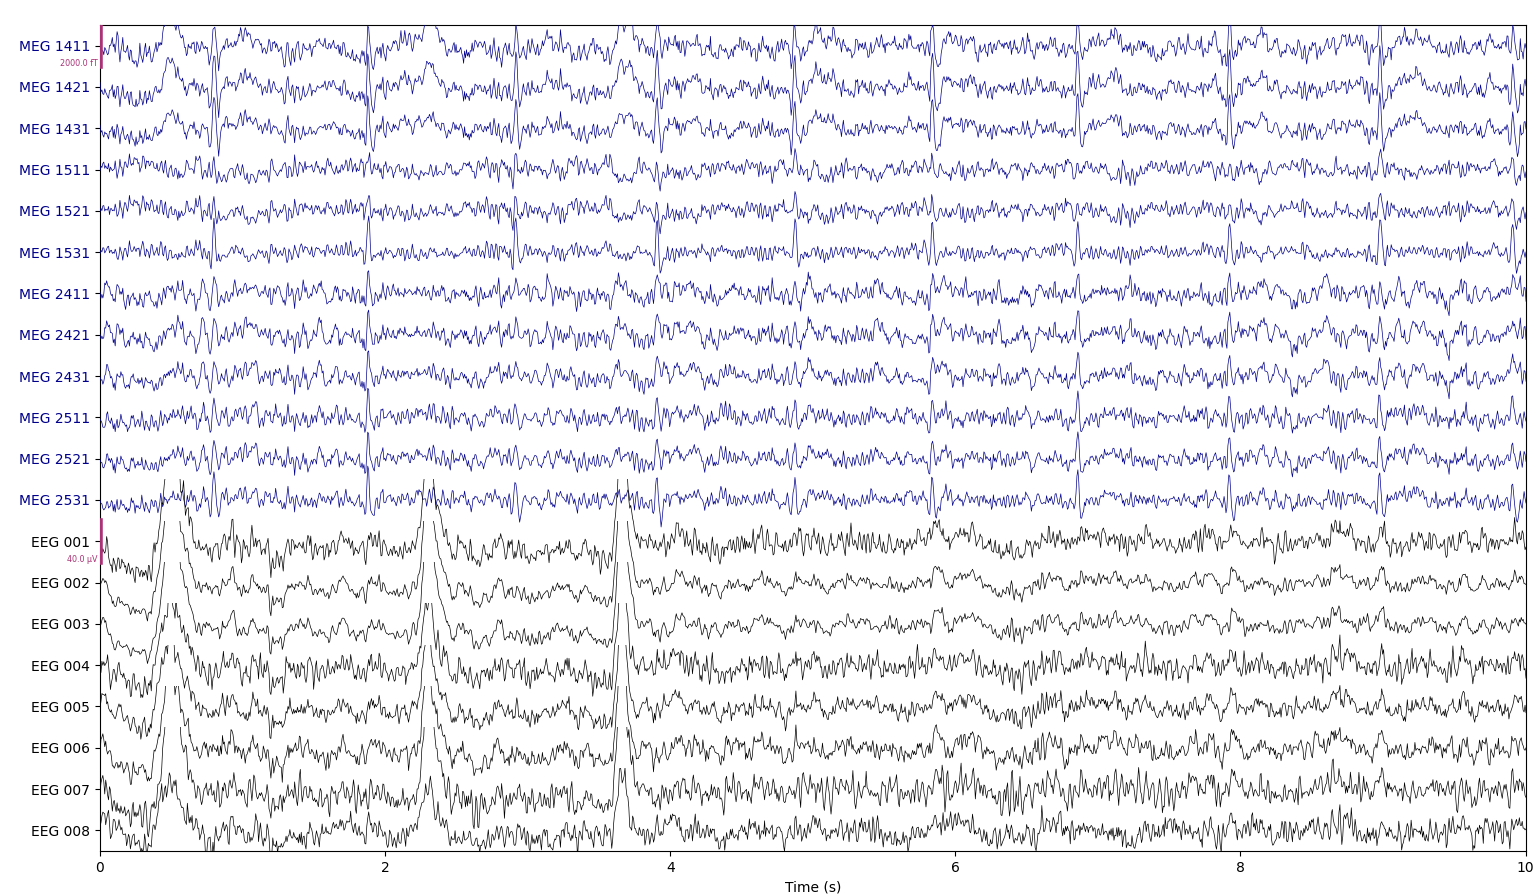 MEG 1411
2000.0 fT
MEG 1421
MEG 1431
MEG 1511
MEG 1521
MEG 1531
MEG 2411
MEG 2421
MEG 2431
MEG 2511
MEG 2521
MEG 2531
EEG 001
40.0 µV
EEG 002
EEG 003
EEG 004
EEG 005
EEG 006
EEG 007
EEG 008
0 2 4 6 8 10
Time (s)